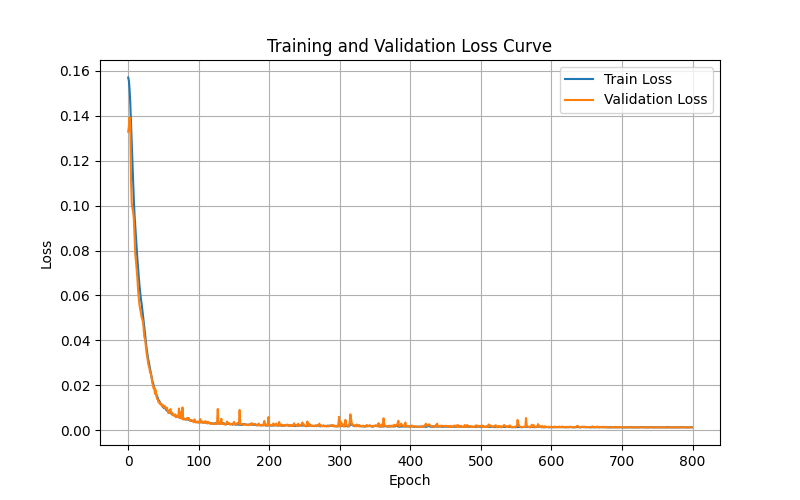 Training and Validation Loss Curve
Train Loss
Validation Loss
0.16
0.14
0.12
0.10
0.08
0.06
0.04
0.02
0.00
Loss
0 100 200 300 400 500 600 700 800
Epoch